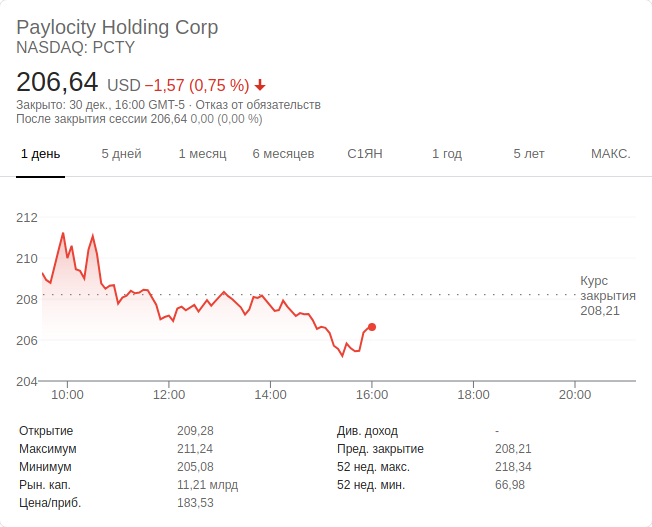 Paylocity Holding Corp
NASDAQ: PCTY
206,64 USD −1,57 (0,75 %)
Закрыто: 30 дек., 16:00 GMT-5 · Отказ от обязательств
После закрытия сессии 206,64 0,00 (0,00 %)
1 день 5 дней 1 месяц 6 месяцев С1ЯН 1 год 5 лет МАКС.
212
210
208
206
204
Курс
закрытия
208,21
10:00 12:00 14:00 16:00 18:00 20:00
Открытие 209,28 Див. доход -
Максимум 211,24 Пред. закрытие 208,21
Минимум 205,08 52 нед. макс. 218,34
Рын. кап. 11,21 млрд 52 нед. мин. 66,98
Цена/приб. 183,53